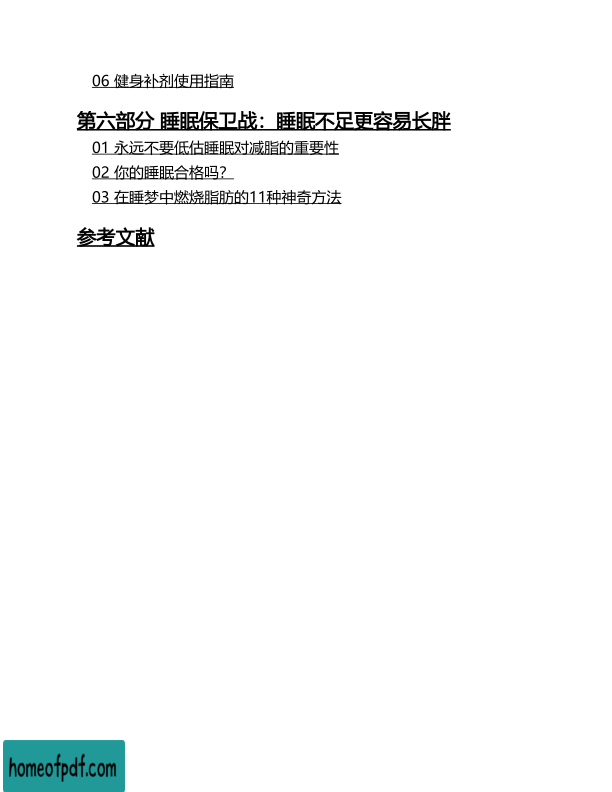 06 健身补剂使用指南
第六部分 睡眠保卫战：睡眠不足更容易长胖
01 永远不要低估睡眠对减脂的重要性
02 你的睡眠合格吗？
03 在睡梦中燃烧脂肪的11种神奇方法
参考文献
homeofpdf.com